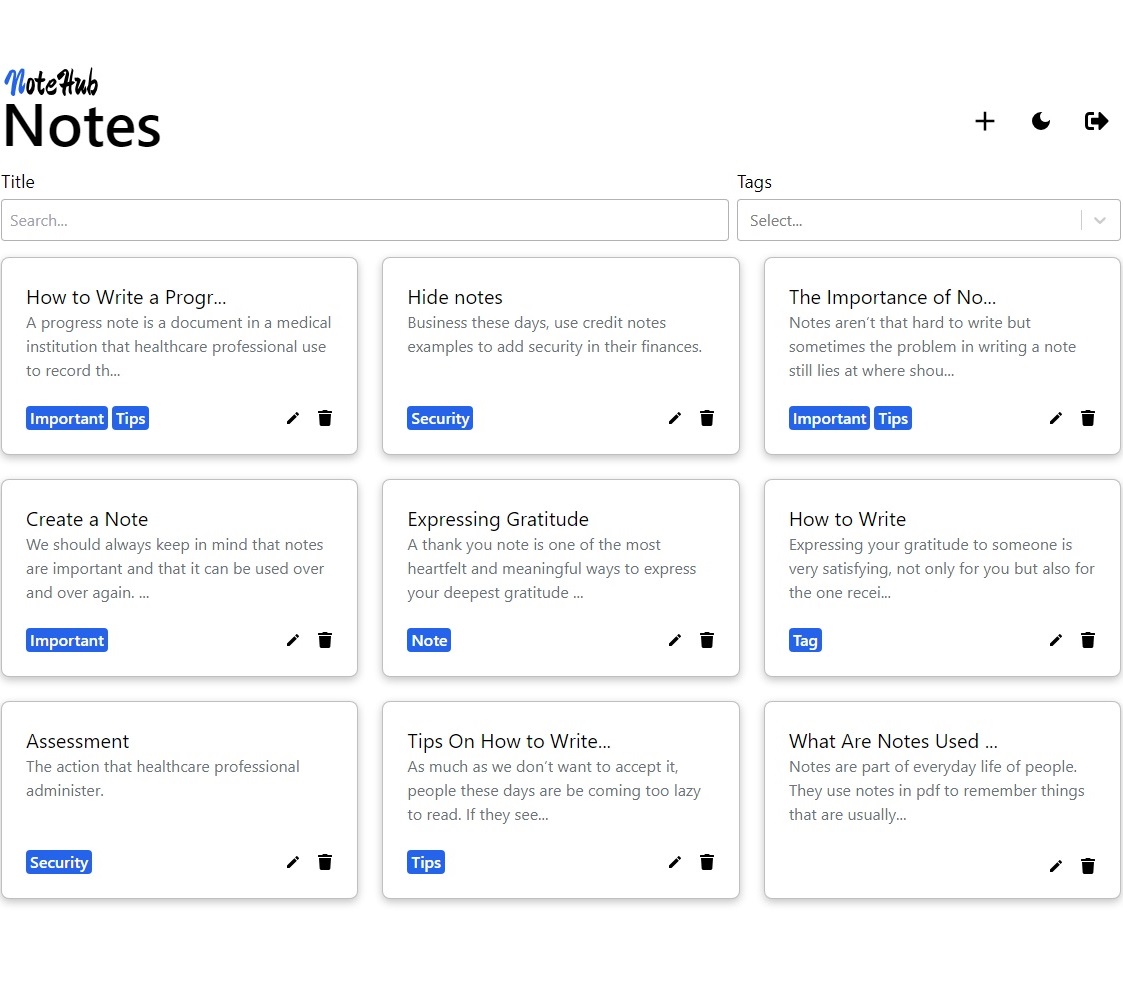 NoteHub
Notes
Title
Tags
Search...
Select...
How to Write a Progr...
A progress note is a document in a medical
institution that healthcare professional use
to record th...
Important Tips
Hide notes
Business these days, use credit notes
examples to add security in their finances.
Security
The Importance of No...
Notes aren't that hard to write but
sometimes the problem in writing a note
still lies at where shou...
Important Tips
Create a Note
We should always keep in mind that notes
are important and that it can be used over
and over again. ...
Important
Expressing Gratitude
A thank you note is one of the most
heartfelt and meaningful ways to express
your deepest gratitude ...
Note
How to Write
Expressing your gratitude to someone is
very satisfying, not only for you but also for
the one recei...
Tag
Assessment
The action that healthcare professional
administer.
Security
Tips On How to Write...
As much as we don't want to accept it,
people these days are be coming too lazy
to read. If they see...
Tips
What Are Notes Used ...
Notes are part of everyday life of people.
They use notes in pdf to remember things
that are usually...